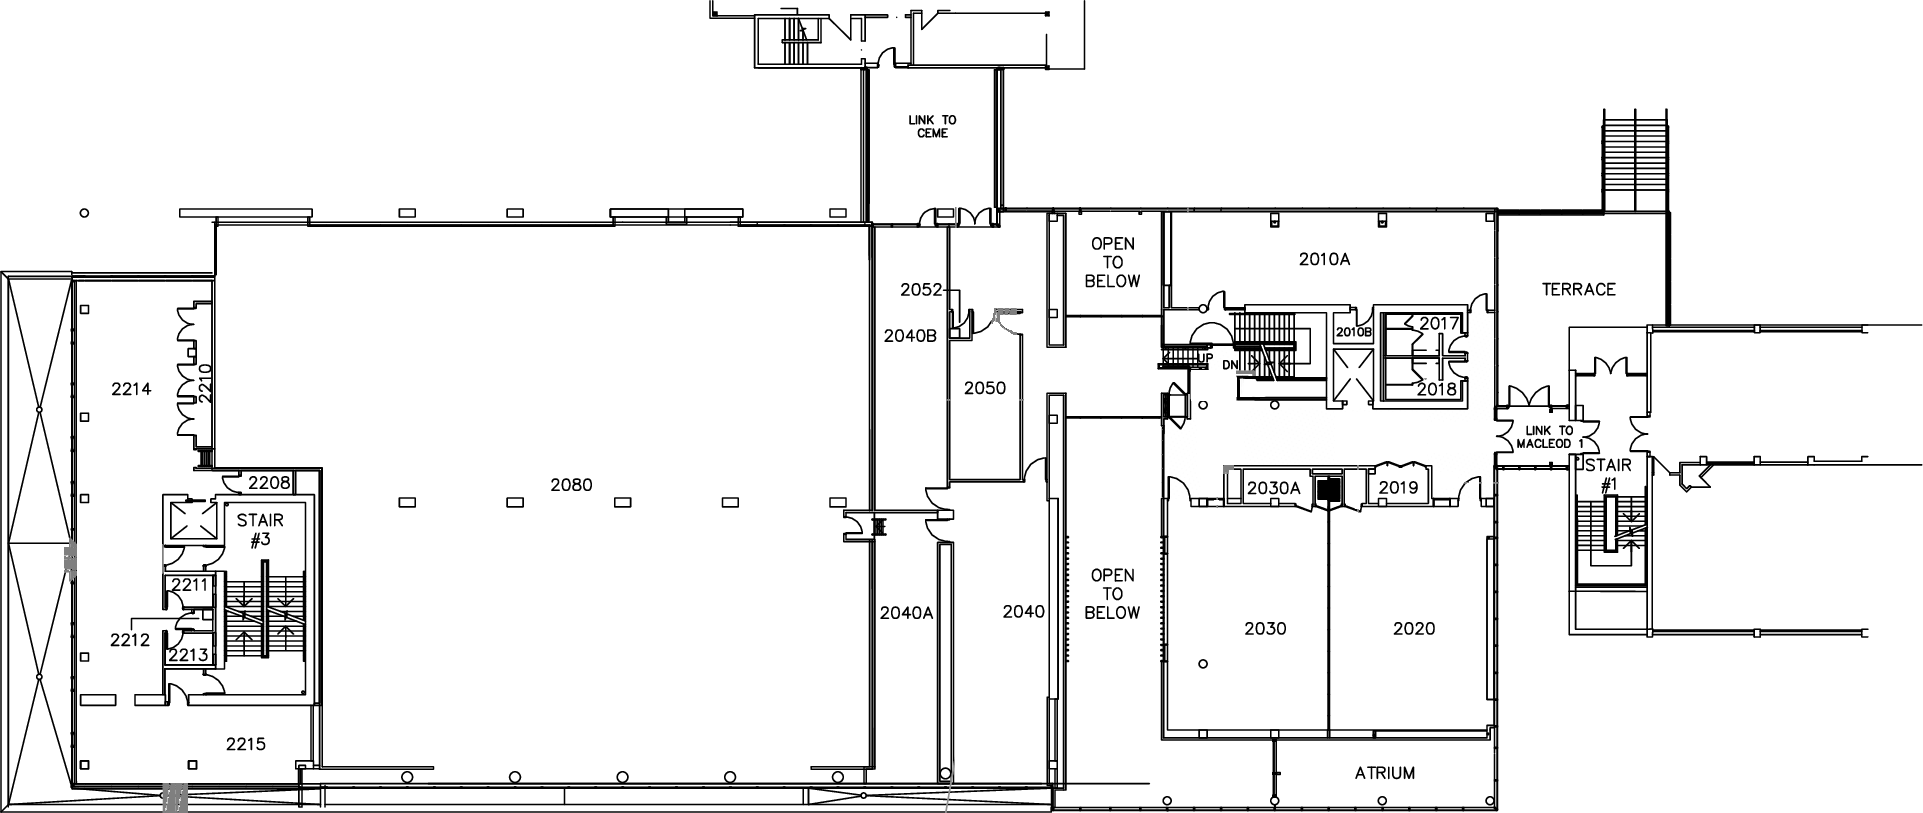 LINK TO
CEME
OPEN
TO
BELOW
2010A
TERRACE
2052
2040B
2010B
2017
UP
DN
2018
2214
2210
2050
LINK TO
MACLEOD 1
STAIR
#1
2208
2080
2030A
2019
STAIR
#3
2211
2212
2213
2040A
2040
OPEN
TO
BELOW
2030
2020
2215
ATRIUM